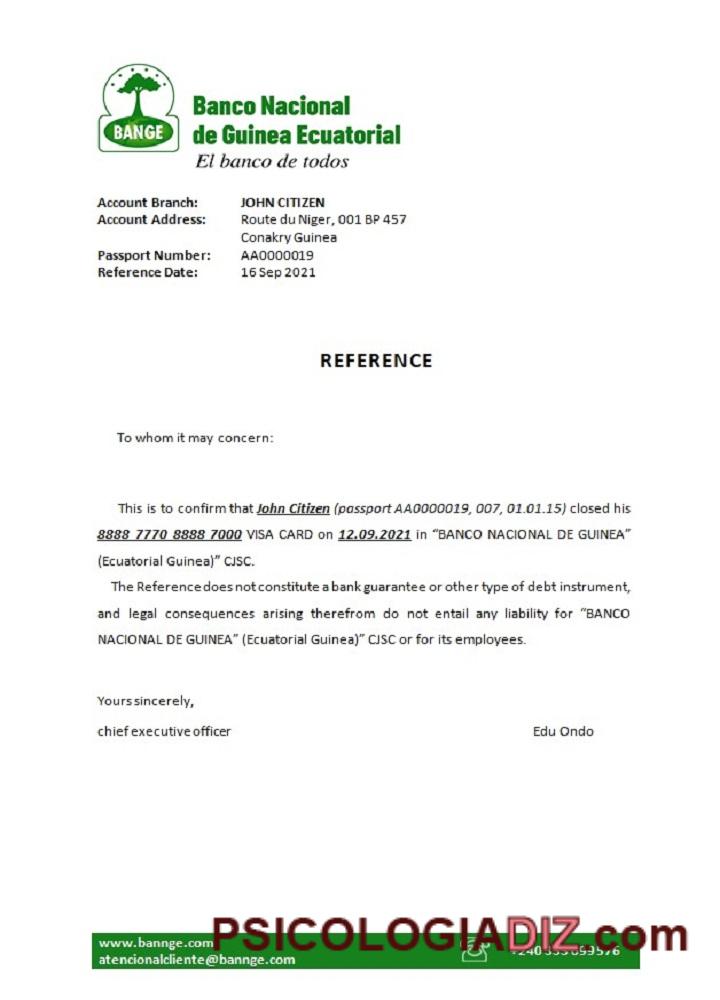 BANGE
Banco Nacional
de Guinea Ecuatorial
El banco de todos
Account Branch: JOHN CITIZEN
Account Address: Route du Niger, 001 BP 457
Conakry Guinea
Passport Number: AA0000019
Reference Date: 16 Sep 2021
REFERENCE
To whom it may concern:
This is to confirm that John Citizen (passport AA0000019, 007, 01.01.15) closed his
8888 7770 8888 7000 VISA CARD on 12.09.2021 in “BANCO NACIONAL DE GUINEA”
(Ecuatorial Guinea)” CJSC.
The Reference does not constitute a bank guarantee or other type of debt instrument,
and legal consequences arising therefrom do not entail any liability for “BANCO
NACIONAL DE GUINEA” (Ecuatorial Guinea)” CJSC or for its employees.
Yours sincerely,
chief executive officer Edu Ondo
www.bannge.com
PSICOLOGIADIZ.com
atencionalcliente@bannge.com